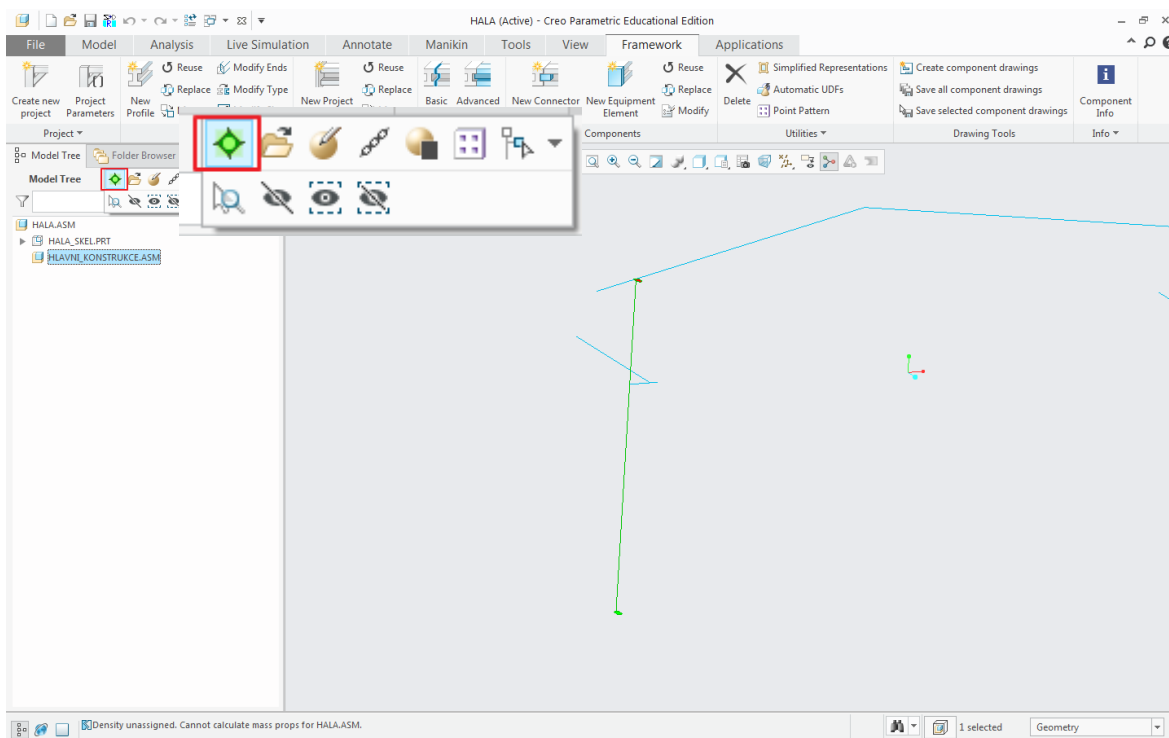 HALA (Active) - Creo Parametric Educational Edition
File Model Analysis Live Simulation Annotate Manikin Tools View Framework Applications
Reuse Modify Ends Reuse Reuse Simplified Representations Create component drawings
Replace Modify Type Replace Replace Automatic UDFs Save all component drawings
Create new project Project Parameters New Profile New Project Basic Advanced New Connector New Equipment Element Modify Delete Point Pattern Save selected component drawings Component Info
Project Components Utilities Drawing Tools Info
Model Tree Folder Browser
Model Tree
HALA.ASM
HALA_SKEL.PRT
HLAVNI_KONSTRUKCE.ASM
Density unassigned. Cannot calculate mass props for HALA.ASM.
1 selected Geometry